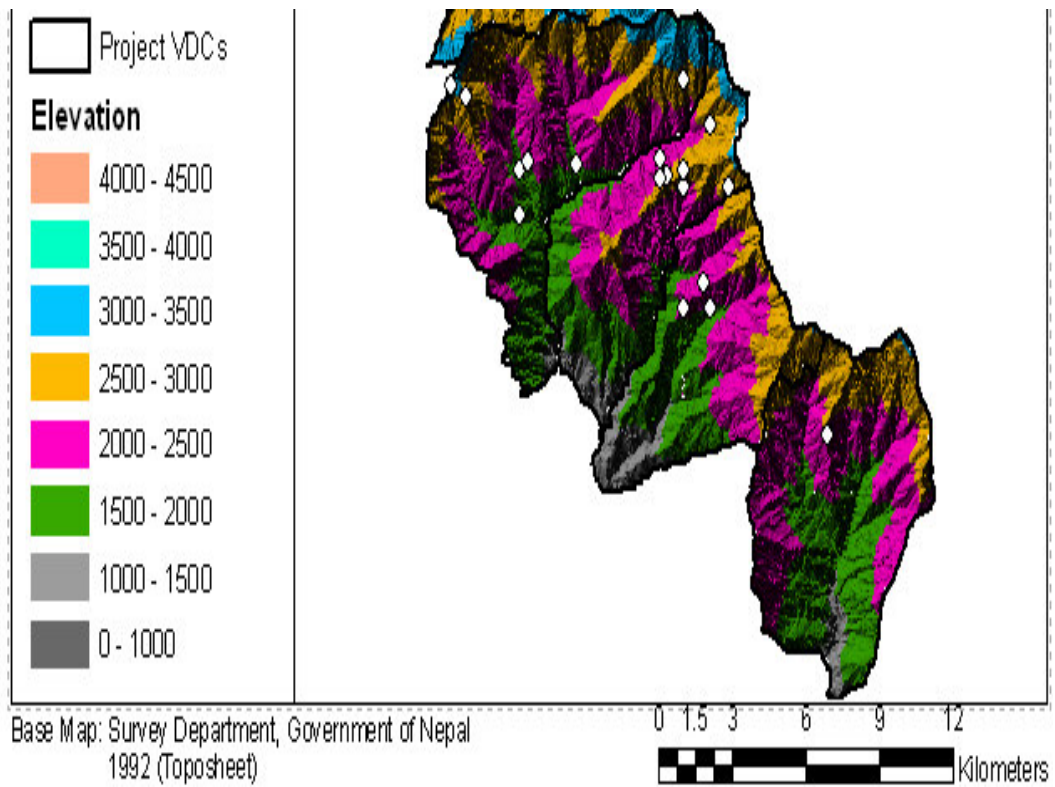 Project VDCs
Elevation
4000 - 4500
3500 - 4000
3000 - 3500
2500 - 3000
2000 - 2500
1500 - 2000
1000 - 1500
0 - 1000
Base Map: Survey Department, Government of Nepal
1992 (Toposheet)
0 1.5 3 6 9 12
Kilometers